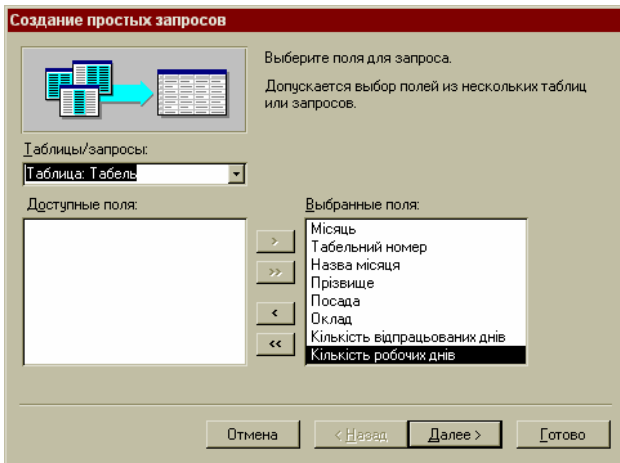 Создание простых запросов
Выберите поля для запроса.
Допускается выбор полей из нескольких таблиц
или запросов.
Таблицы/запросы:
Таблица: Табель
Доступные поля:
Выбранные поля:
>
>>
<
<<
Місяць
Табельний номер
Назва місяця
Прізвище
Посада
Оклад
Кількість відпрацьованих днів
Кількість робочих днів
Отмена
< Назад
Далее >
Готово